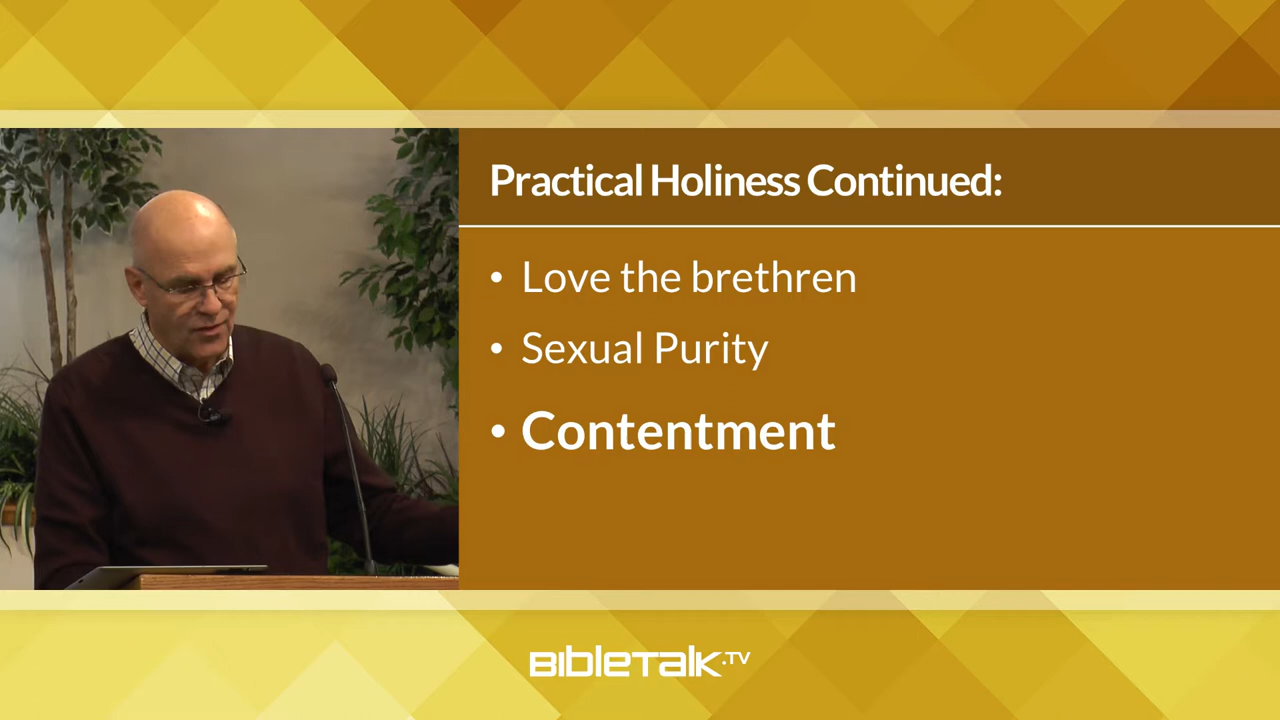 Practical Holiness Continued:
• Love the brethren
• Sexual Purity
• Contentment
BIBLETALK.TV